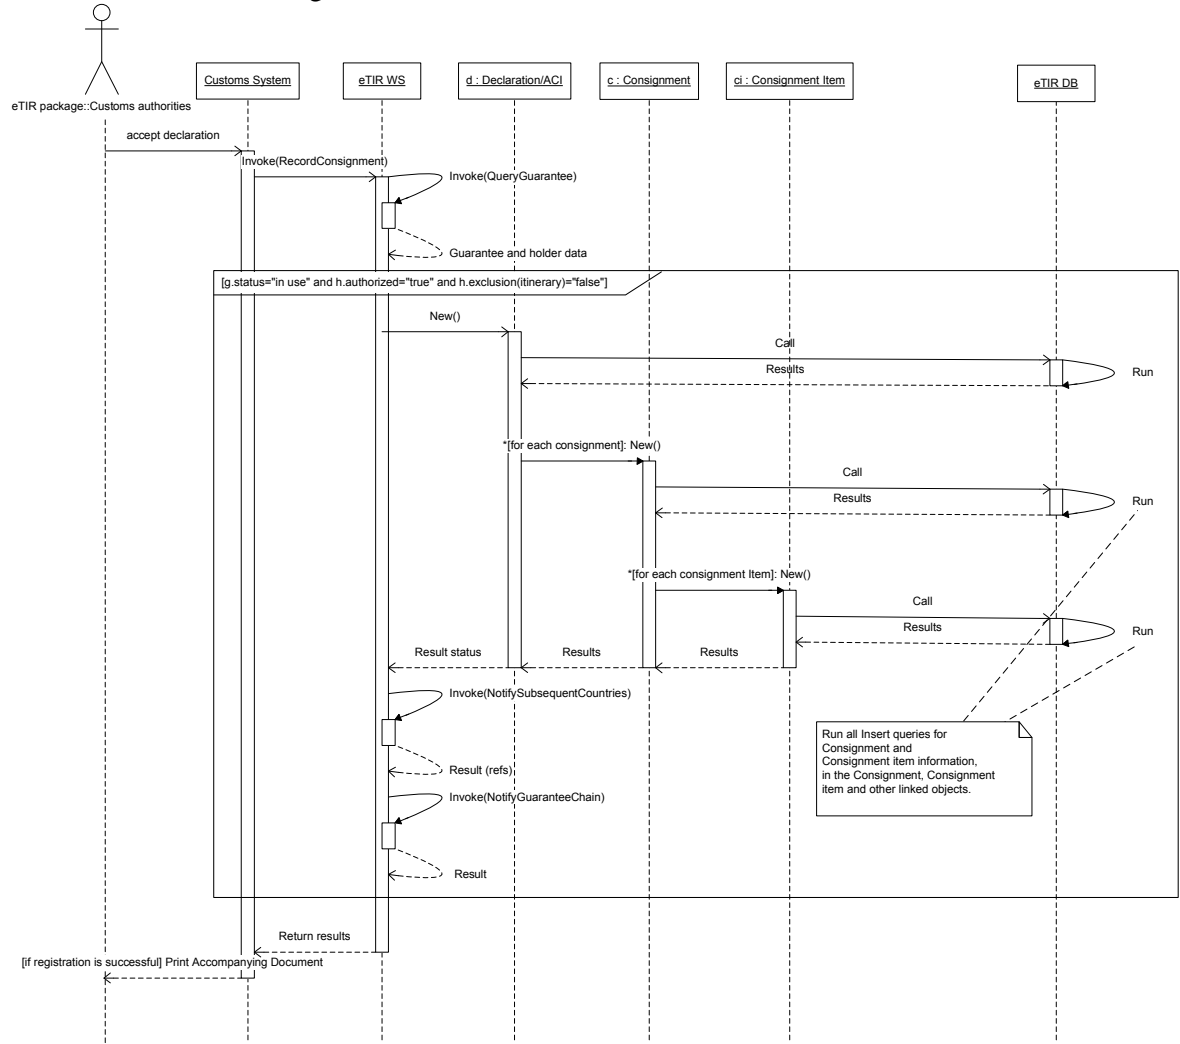 Customs System
eTIR WS
d : Declaration/ACI
c : Consignment
ci : Consignment Item
eTIR DB
eTIR package::Customs authorities
accept declaration
Invoke(RecordConsignment)
Invoke(QueryGuarantee)
Guarantee and holder data
[g.status="in use" and h.authorized="true" and h.exclusion(itinerary)="false"]
New()
Call
Results
Run
*[for each consignment]: New()
Call
Results
Run
*[for each consignment Item]: New()
Call
Results
Run
Result status
Results
Results
Invoke(NotifySubsequentCountries)
Result (refs)
Invoke(NotifyGuaranteeChain)
Result
Run all Insert queries for
Consignment and
Consignment item information,
in the Consignment, Consignment
item and other linked objects.
Return results
[if registration is successful] Print Accompanying Document